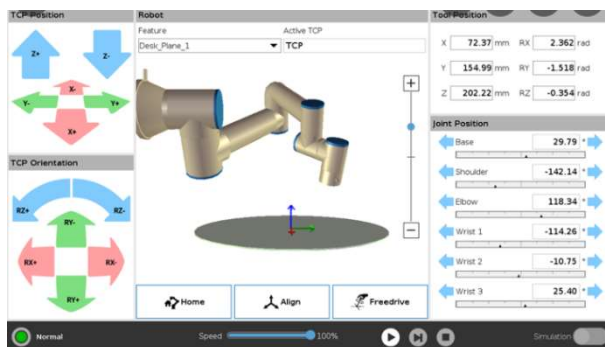 TCP Position
Z+
Z-
X-
Y-
Y+
X+
TCP Orientation
RZ+
RZ-
RY-
RX+
RX-
RY+
Robot
Feature
Active TCP
Desk_Plane_1
TCP
Home
Align
Freedrive
Tool Position
X 72.37 mm RX 2.362 rad
Y 154.99 mm RY -1.518 rad
Z 202.22 mm RZ -0.354 rad
Joint Position
Base 29.79 °
Shoulder -142.14 °
Elbow 118.34 °
Wrist 1 -114.26 °
Wrist 2 -10.75 °
Wrist 3 25.40 °
Normal
Speed 100%
Simulation